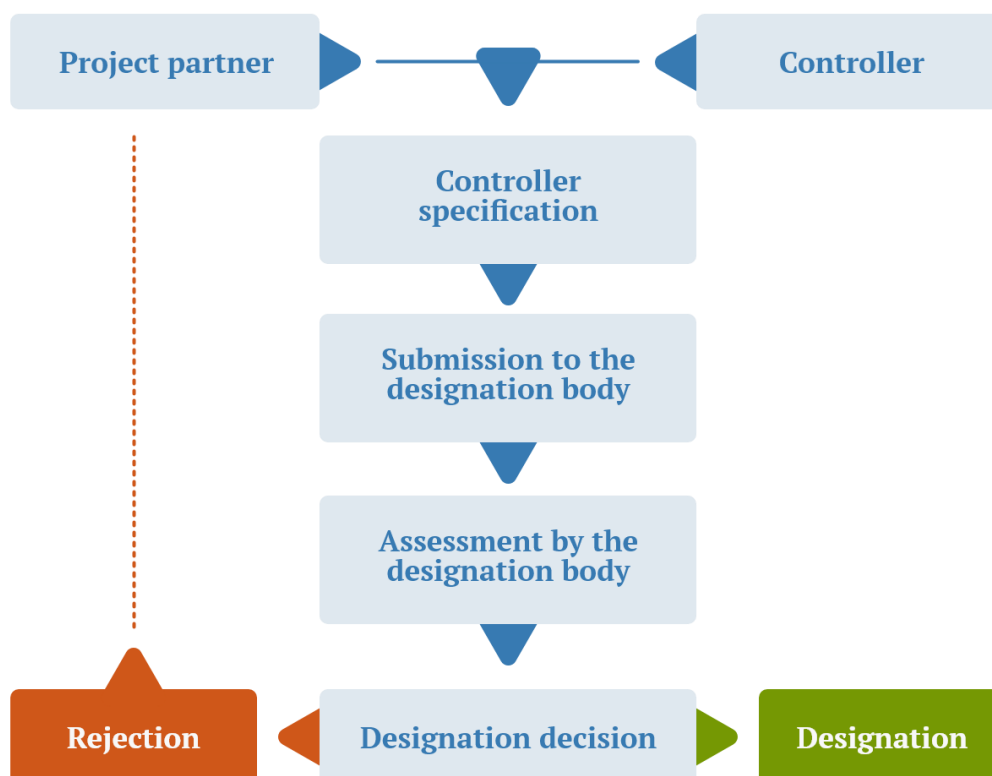 Project partner
Controller
Controller
specification
Submission to the
designation body
Assessment by the
designation body
Rejection
Designation decision
Designation